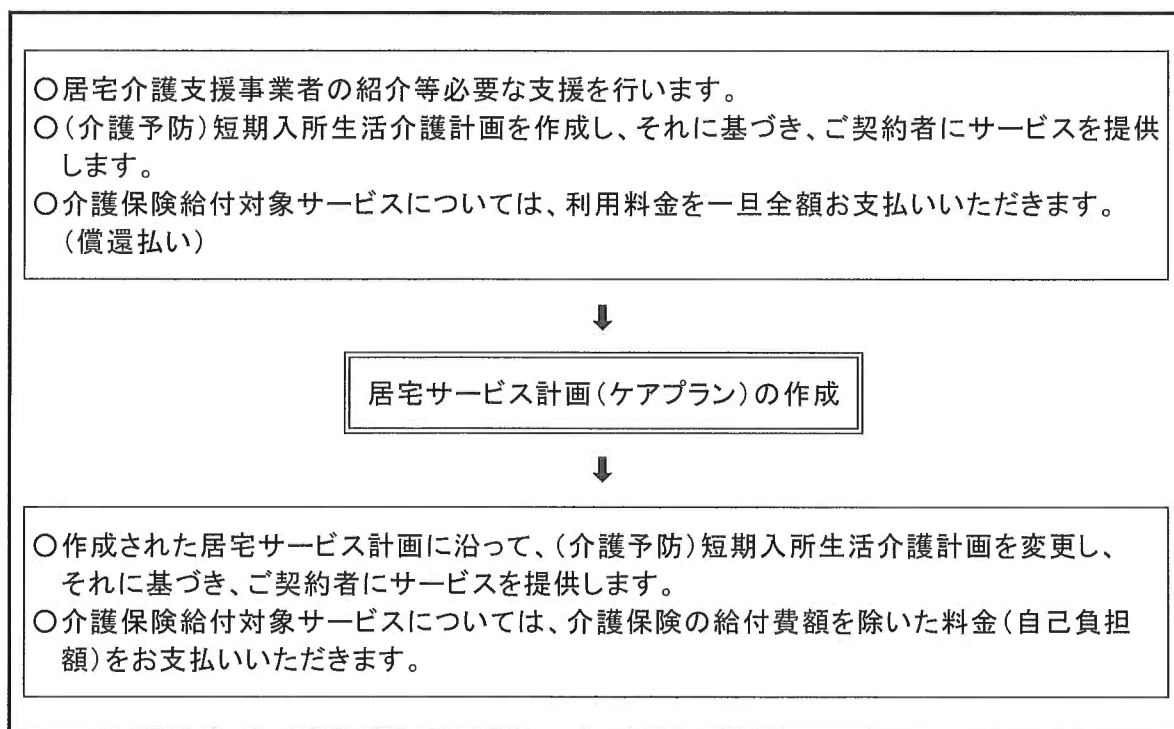 ○居宅介護支援事業者の紹介等必要な支援を行います。
○(介護予防)短期入所生活介護計画を作成し、それに基づき、ご契約者にサービスを提供
します。
○介護保険給付対象サービスについては、利用料金を一旦全額お支払いいただきます。
(償還払い)
⬇
居宅サービス計画(ケアプラン)の作成
⬇
○作成された居宅サービス計画に沿って、(介護予防)短期入所生活介護計画を変更し、
それに基づき、ご契約者にサービスを提供します。
○介護保険給付対象サービスについては、介護保険の給付費額を除いた料金(自己負担
額)をお支払いいただきます。